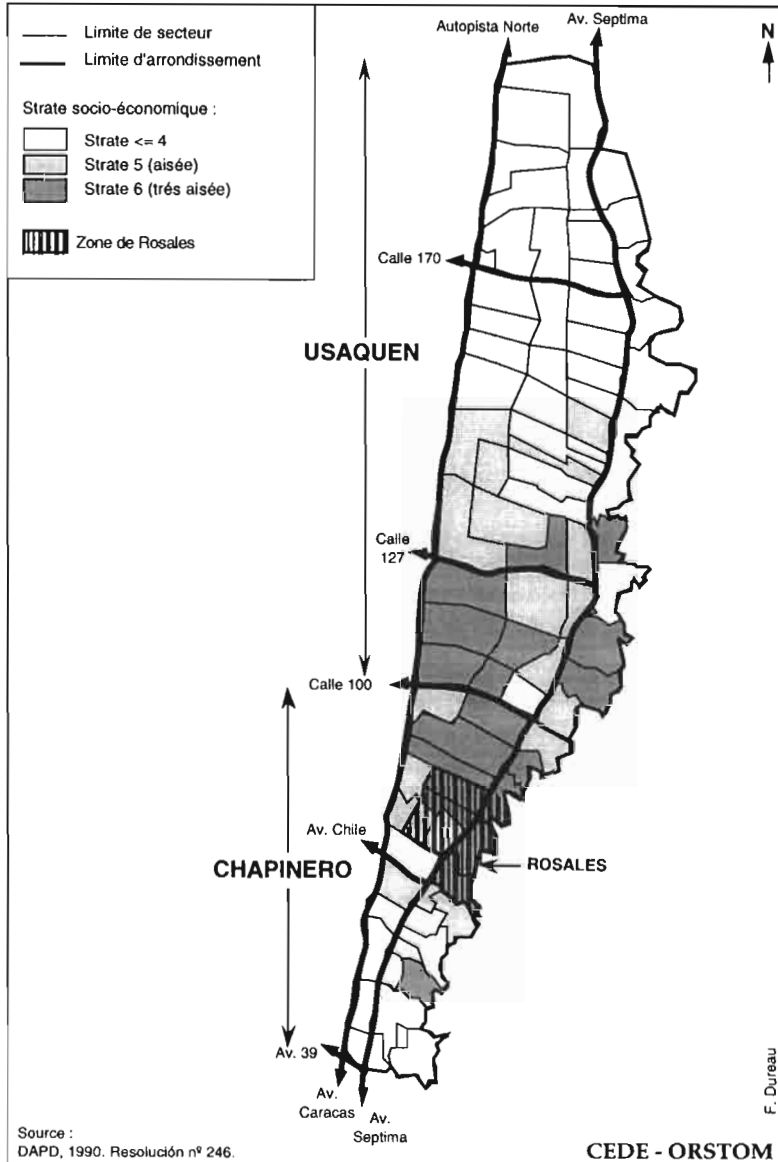 Limite de secteur
Limite d'arrondissement
Strate socio-économique :
Strate <= 4
Strate 5 (aisée)
Strate 6 (trés aisée)
Zone de Rosales
Autopista Norte
Av. Septima
N
Calle 170
USAQUEN
Calle
127
Calle 100
Av. Chile
CHAPINERO
ROSALES
Av. 39
Av.
Caracas
Av.
Septima
F. Dureau
Source :
DAPD, 1990. Resolución nº 246.
CEDE - ORSTOM